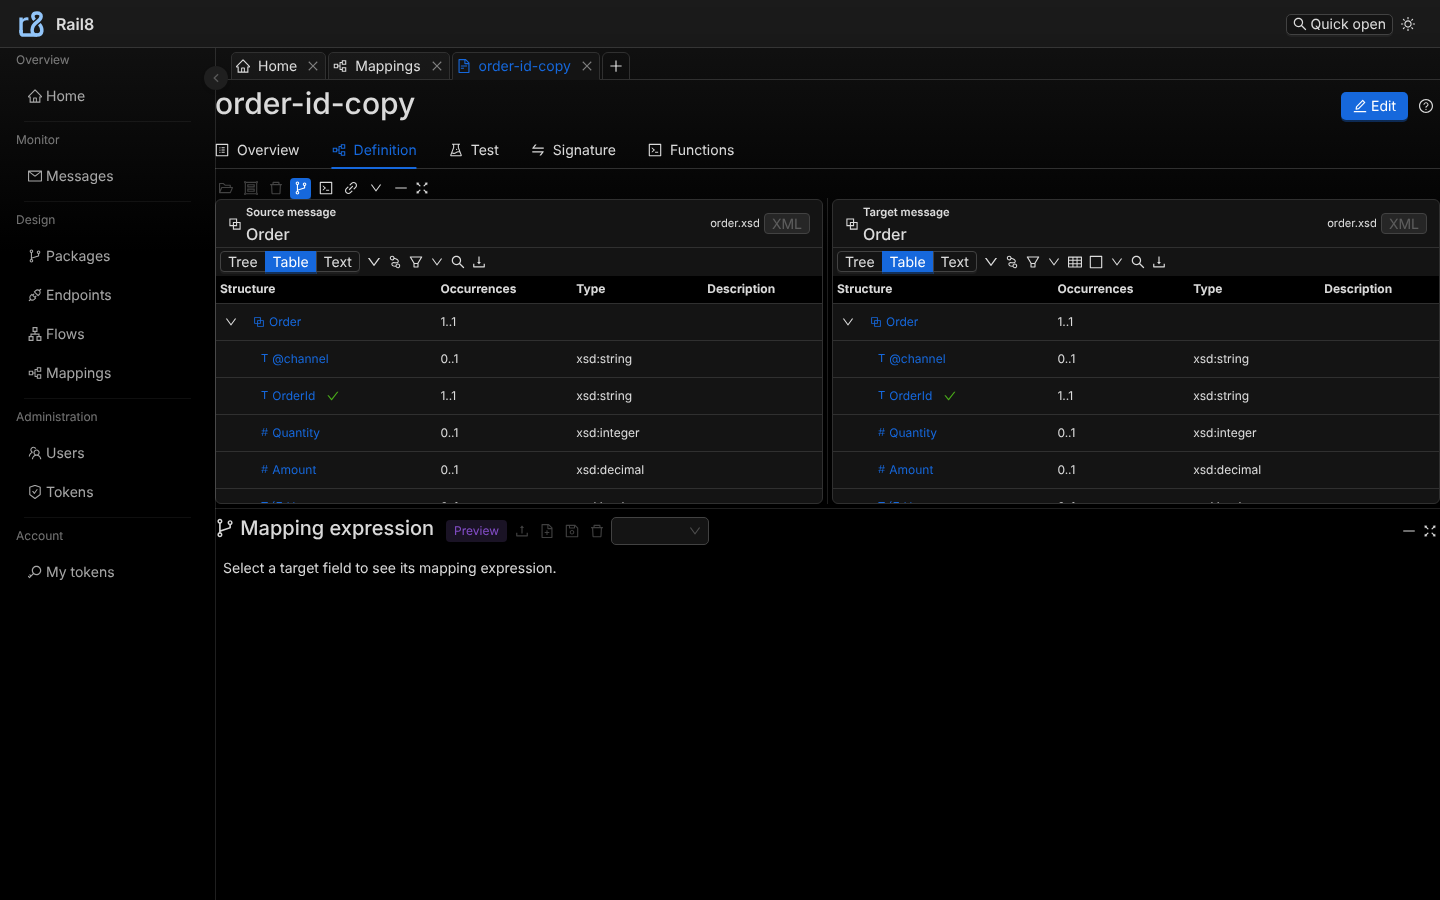 Rail8
Quick open
Overview
Home
Monitor
Messages
Design
Packages
Endpoints
Flows
Mappings
Administration
Users
Tokens
Account
My tokens
Home
Mappings
order-id-copy
order-id-copy
Edit
Overview
Definition
Test
Signature
Functions
Source message
Order
order.xsd XML
Tree Table Text
Structure Occurrences Type Description
Order 1..1
T @channel 0..1 xsd:string
T OrderId 1..1 xsd:string
# Quantity 0..1 xsd:integer
# Amount 0..1 xsd:decimal
Target message
Order
order.xsd XML
Tree Table Text
Structure Occurrences Type Description
Order 1..1
T @channel 0..1 xsd:string
T OrderId 1..1 xsd:string
# Quantity 0..1 xsd:integer
# Amount 0..1 xsd:decimal
Mapping expression Preview
Select a target field to see its mapping expression.